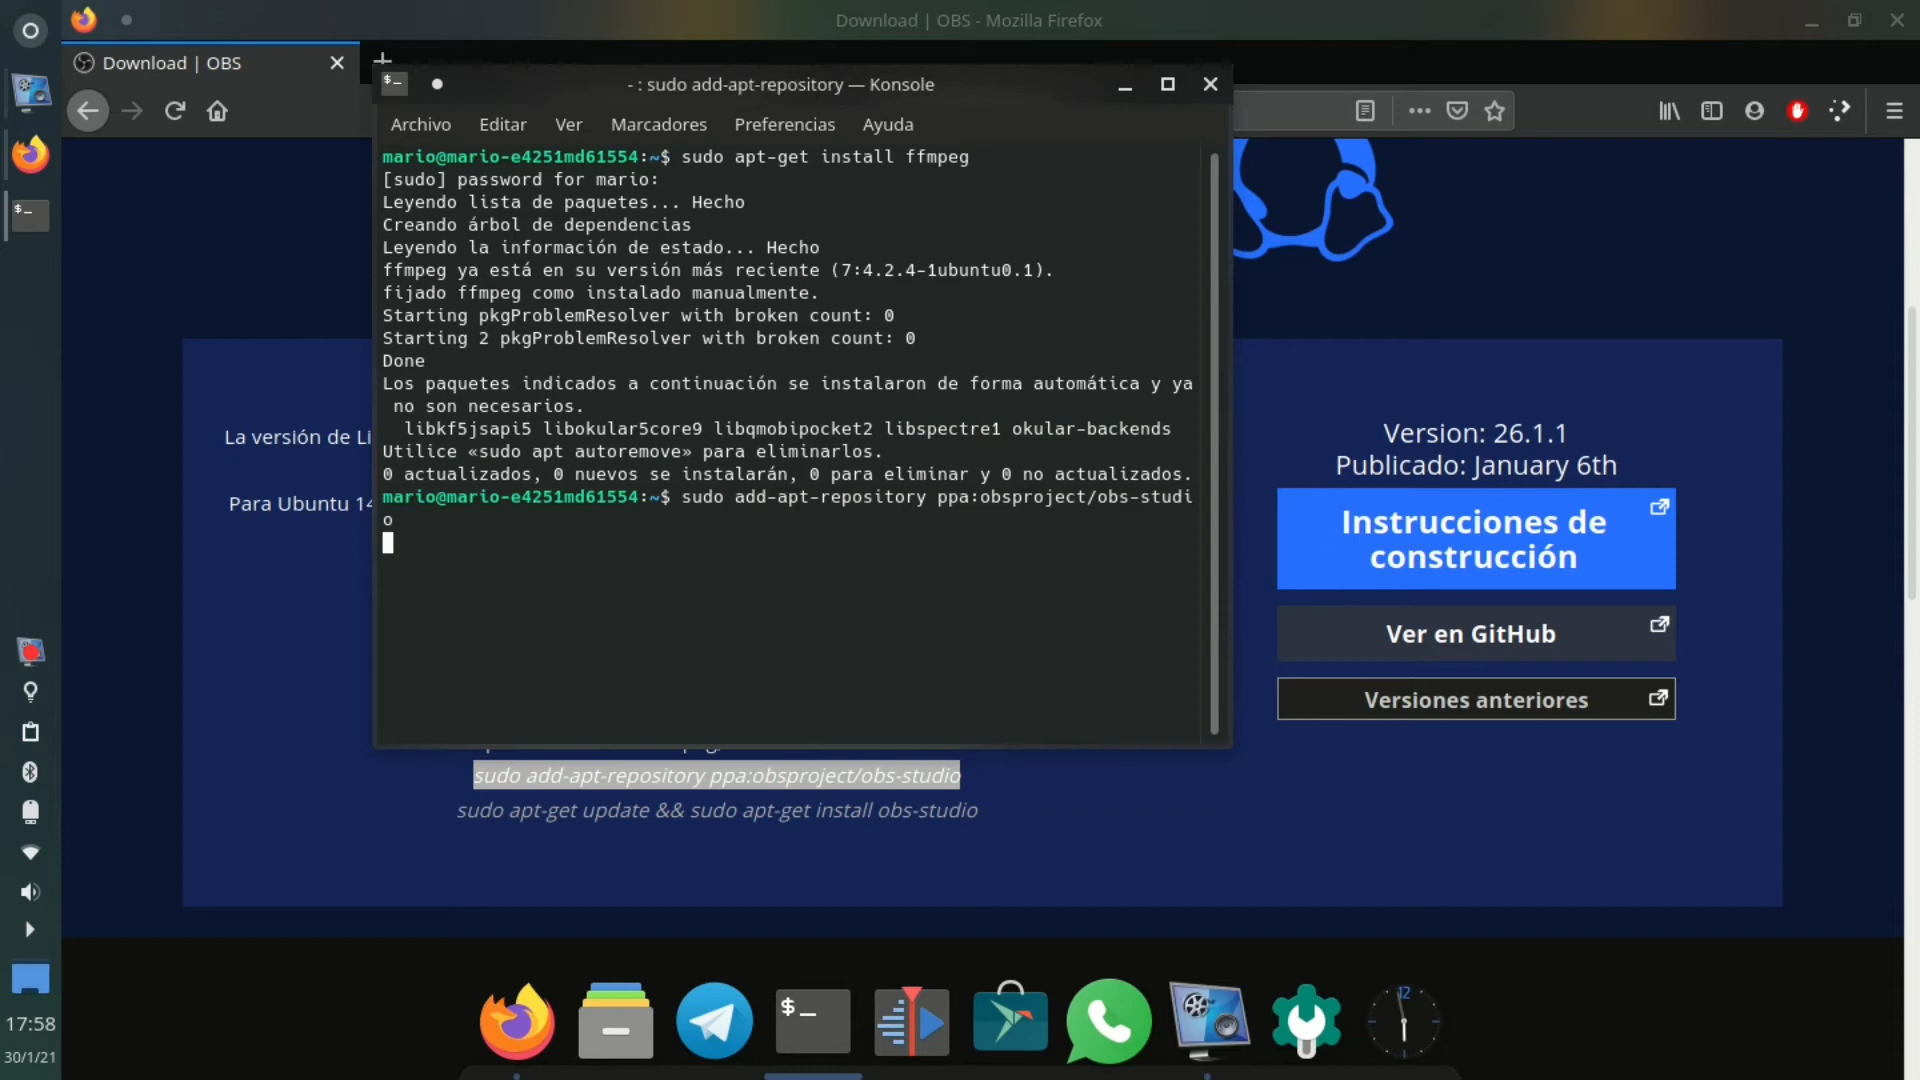 Download | OBS - Mozilla Firefox
Download | OBS
- : sudo add-apt-repository — Konsole
Archivo Editar Ver Marcadores Preferencias Ayuda
mario@mario-e4251md61554:~$ sudo apt-get install ffmpeg
[sudo] password for mario:
Leyendo lista de paquetes... Hecho
Creando árbol de dependencias
Leyendo la información de estado... Hecho
ffmpeg ya está en su versión más reciente (7:4.2.4-1ubuntu0.1).
fijado ffmpeg como instalado manualmente.
Starting pkgProblemResolver with broken count: 0
Starting 2 pkgProblemResolver with broken count: 0
Done
Los paquetes indicados a continuación se instalaron de forma automática y ya
no son necesarios.
libkf5jsapi5 libokular5core9 libqmobipocket2 libspectre1 okular-backends
Utilice «sudo apt autoremove» para eliminarlos.
0 actualizados, 0 nuevos se instalarán, 0 para eliminar y 0 no actualizados.
mario@mario-e4251md61554:~$ sudo add-apt-repository ppa:obsproject/obs-studi
o
La versión de Li
Para Ubuntu 14
sudo add-apt-repository ppa:obsproject/obs-studio
sudo apt-get update && sudo apt-get install obs-studio
Version: 26.1.1
Publicado: January 6th
Instrucciones de
construcción
Ver en GitHub
Versiones anteriores
17:58
30/1/21
$_
12